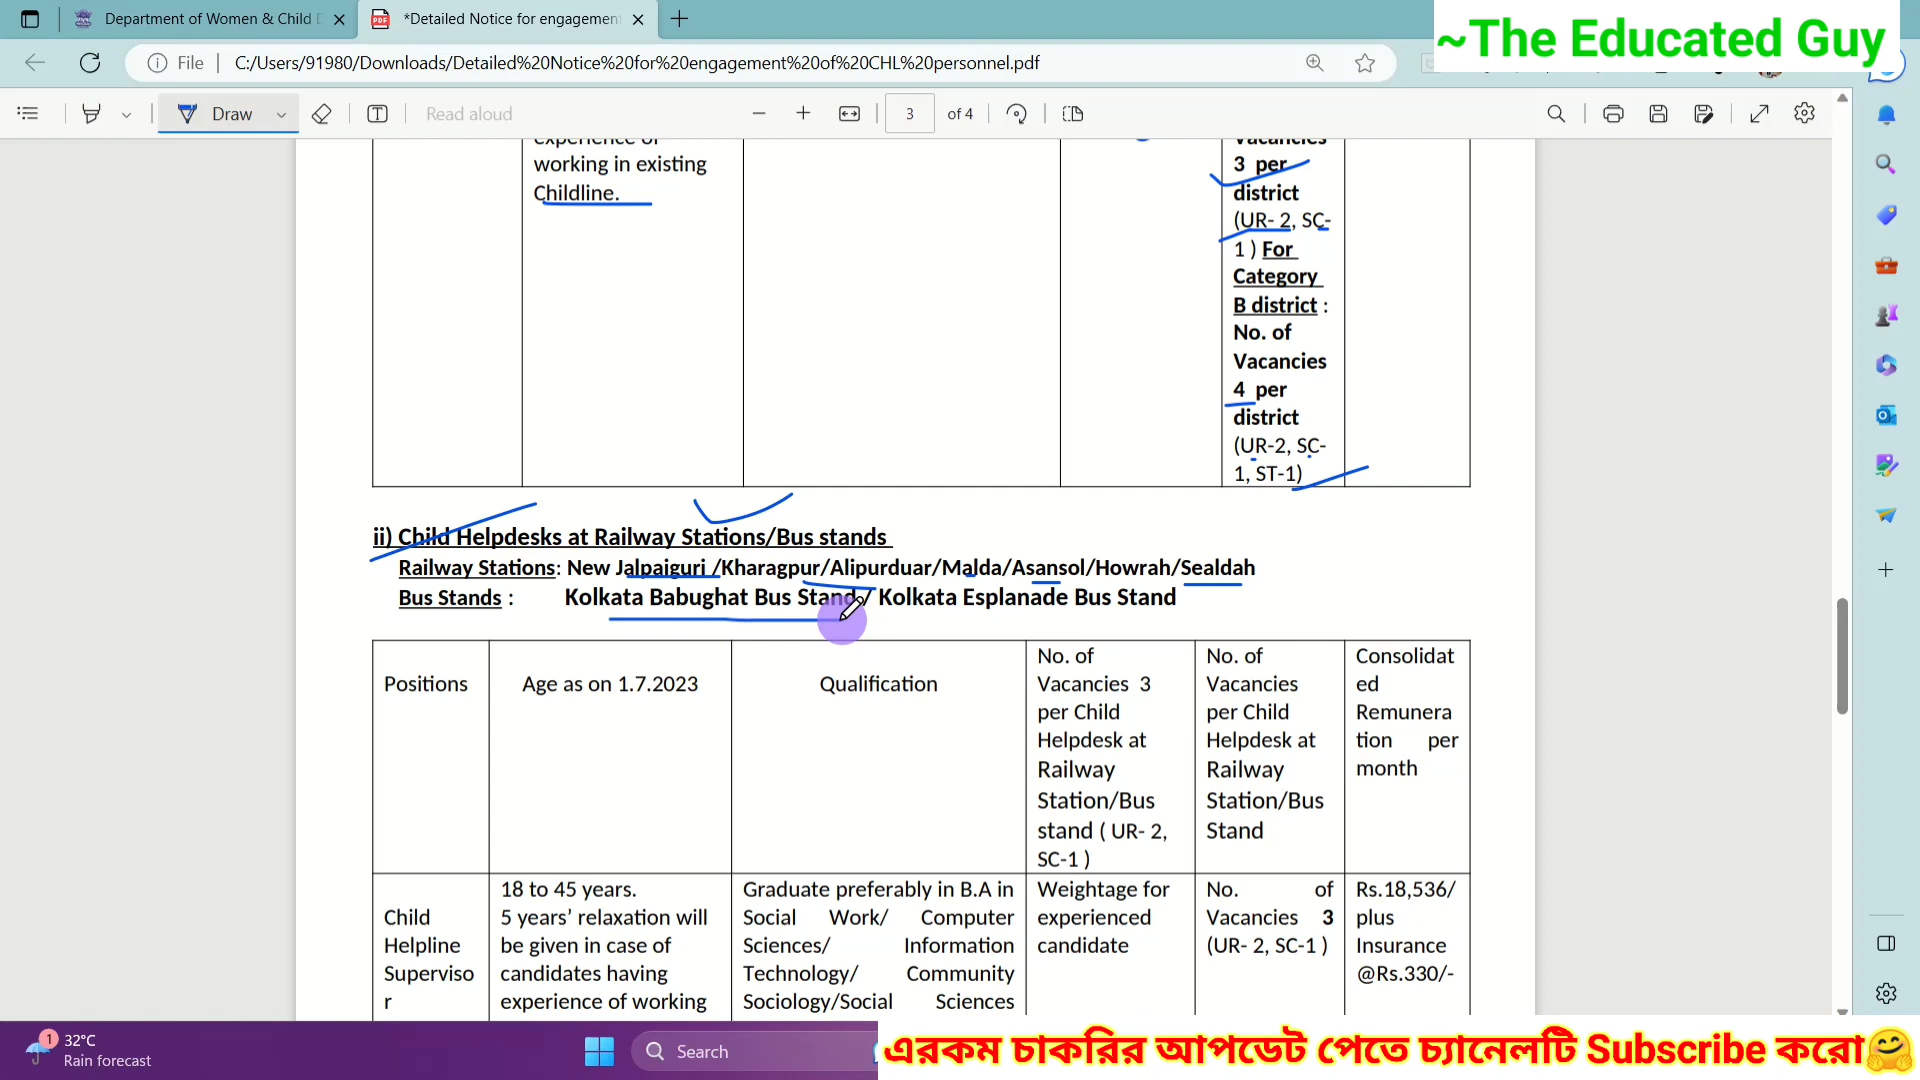 Department of Women & Child D
*Detailed Notice for engagement
~The Educated Guy
File
C:/Users/91980/Downloads/Detailed%20Notice%20for%20engagement%20of%20CHL%20personnel.pdf
Draw
Read aloud
3
of 4
experience of
working in existing
Childline.
Vacancies
3 per
district
(UR- 2, SC-
1 ) For
Category
B district :
No. of
Vacancies
4 per
district
(UR-2, SC-
1, ST-1)
ii) Child Helpdesks at Railway Stations/Bus stands
Railway Stations: New Jalpaiguri /Kharagpur/Alipurduar/Malda/Asansol/Howrah/Sealdah
Bus Stands : Kolkata Babughat Bus Stand / Kolkata Esplanade Bus Stand
Positions
Age as on 1.7.2023
Qualification
No. of
Vacancies 3
per Child
Helpdesk at
Railway
Station/Bus
stand ( UR- 2,
SC-1 )
No. of
Vacancies
per Child
Helpdesk at
Railway
Station/Bus
Stand
Consolidat
ed
Remunera
tion per
month
Child
Helpline
Superviso
r
18 to 45 years.
5 years’ relaxation will
be given in case of
candidates having
experience of working
Graduate preferably in B.A in
Social Work/ Computer
Sciences/ Information
Technology/ Community
Sociology/Social Sciences
Weightage for
experienced
candidate
No. of
Vacancies 3
(UR- 2, SC-1 )
Rs.18,536/
plus
Insurance
@Rs.330/-
1
32°C
Rain forecast
Search
এরকম চাকরির আপডেট পেতে চ্যানেলটি Subscribe করো